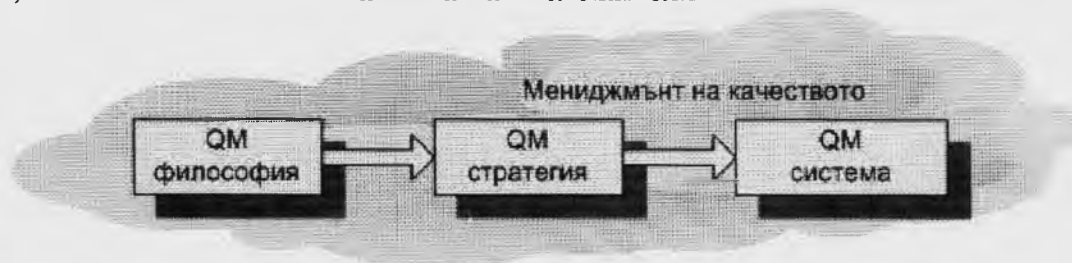 Мениджмънт на качеството
QM
философия
QM
стратегия
QM
система